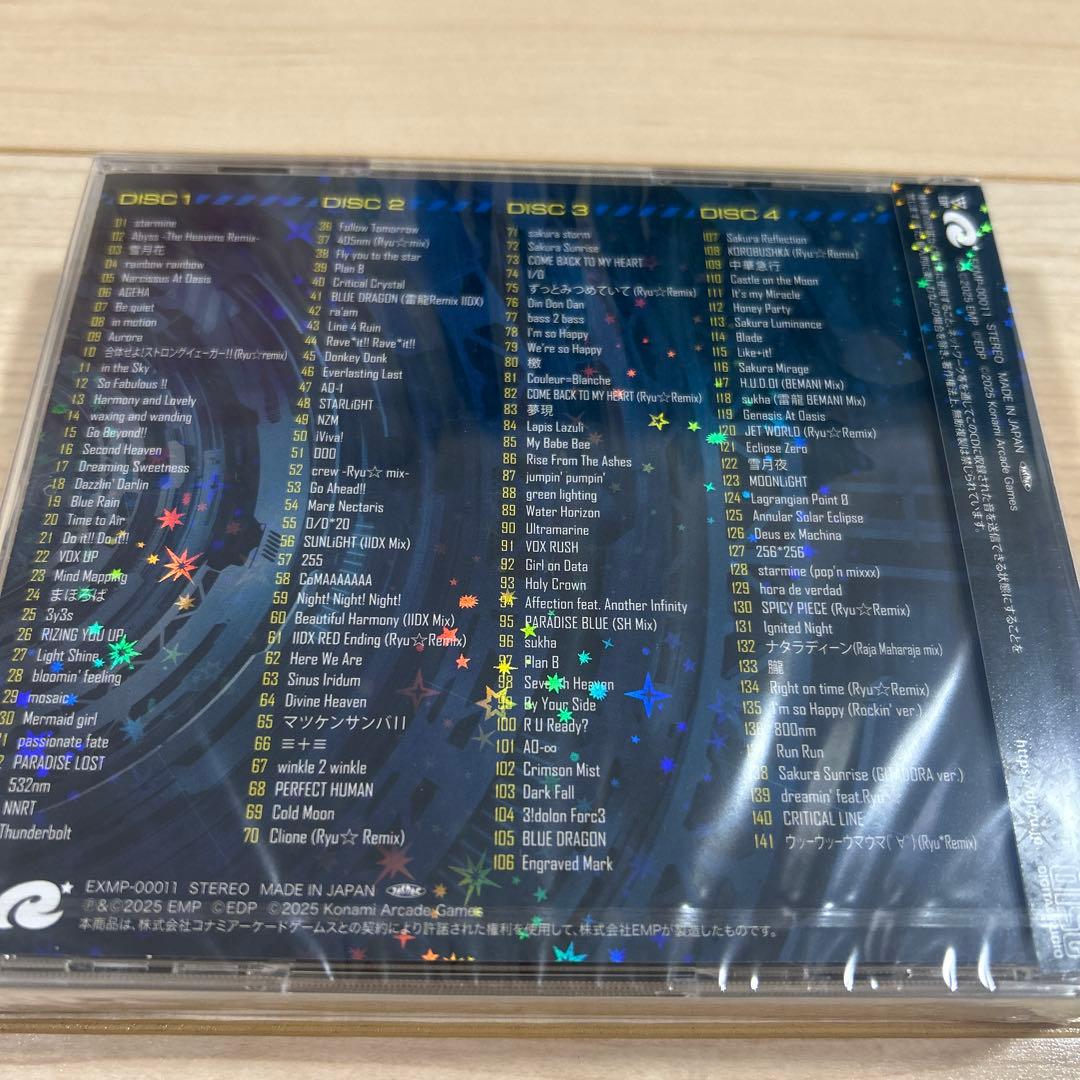 DISC 1
01 starmine
02 Abyss -The Heavens Remix-
03 雪月花
04 rainbow rainbow
05 Narcissus At Oasis
06 AGEHA
07 Be quiet
08 in motion
09 Aurora
10 合体せよ!ストロングイェーガー!!(Ryu☆remix)
11 in the Sky
12 So Fabulous !!
13 Harmony and Lovely
14 waxing and wanding
15 Go Beyond!!
16 Second Heaven
17 Dreaming Sweetness
18 Dazzlin' Darlin
19 Blue Rain
20 Time to Air
21 Do it!! Do it!!
22 VOX UP
23 Mind Mapping
24 まほろば
25 3y3s
26 RIZING YOU UP
27 Light Shine
28 bloomin' feeling
29 mosaic
30 Mermaid girl
1 passionate fate
2 PARADISE LOST
532nm
NNRT
Thunderbolt
DISC 2
36 Follow Tomorrow
37 405nm (Ryu☆mix)
38 Fly you to the star
39 Plan 8
40 Critical Crystal
41 BLUE DRAGON (雷龍Remix IIDX)
42 ra'am
43 Line 4 Ruin
44 Rave*it!! Rave*it!!
45 Donkey Donk
46 Everlasting Last
47 AO-1
48 STARLiGHT
49 NZM
50 ¡Viva!
51 DOO
52 crew -Ryu☆ mix-
53 Go Ahead!!
54 Mare Nectaris
55 D/D*20
56 SUNLiGHT (IIDX Mix)
57 255
58 CoMAAAAAAA
59 Night! Night! Night!
60 Beautiful Harmony (IIDX Mix)
61 IIDX RED Ending (Ryu☆Remix)
62 Here We Are
63 Sinus Iridum
64 Divine Heaven
65 マツケンサンバII
66 ≡+≡
67 winkle 2 winkle
68 PERFECT HUMAN
69 Cold Moon
70 Clione (Ryu☆ Remix)
DISC 3
71 sakura storm
72 Sakura Sunrise
73 COME BACK TO MY HEART
74 I/O
75 ずっとみつめていて (Ryu☆Remix)
76 Din Don Dan
77 bass 2 bass
78 I'm so Happy
79 We're so Happy
80 檄
81 Couleur=Blanche
82 COME BACK TO MY HEART (Ryu☆Remix)
83 夢現
84 Lapis Lazuli
85 My Babe Bee
86 Rise From The Ashes
87 jumpin' pumpin'
88 green lighting
89 Water Horizon
90 Ultramarine
91 VOX RUSH
92 Girl on Data
93 Holy Crown
94 Affection feat. Another Infinity
95 PARADISE BLUE (SH Mix)
96 sukha
97 Plan B
98 Seventh Heaven
99 By Your Side
100 R U Ready?
101 AO-∞
102 Crimson Mist
103 Dark Fall
104 3!dolon Forc3
105 BLUE DRAGON
106 Engraved Mark
DISC 4
107 Sakura Reflection
108 KOROBUSHKA (Ryu☆Remix)
109 中華急行
110 Castle on the Moon
111 It's my Miracle
112 Honey Party
113 Sakura Luminance
114 Blade
115 Like+it!
116 Sakura Mirage
117 H.U.D.01 (BEMANI Mix)
118 sukha (雷龍 BEMANI Mix)
119 Genesis At Oasis
120 JET WORLD (Ryu☆Remix)
121 Eclipse Zero
122 雪月夜
123 MOONLiGHT
124 Lagrangian Point 0
125 Annular Solar Eclipse
126 Deus ex Machina
127 256*256
128 starmine (pop'n mixxx)
129 hora de verdad
130 SPICY PIECE (Ryu☆Remix)
131 Ignited Night
132 ナタラディーン(Raja Maharaja mix)
133 朧
134 Right on time (Ryu☆Remix)
135 I'm so Happy (Rockin' ver.)
136 800nm
Run Run
138 Sakura Sunrise (GITADORA ver.)
139 dreamin' feat.Ryu☆
140 CRITICAL LINE
141 ウッーウッーウマウマ(ﾟ∀ﾟ)(Ryu*Remix)
EXMP-00011 STEREO MADE IN JAPAN
Ⓟ&©2025 EMP ©EDP ©2025 Konami Arcade Games
本商品は、株式会社コナミアーケードゲームスとの契約により許諾された権利を使用して、株式会社EMPが製造したものです。
EXMP-00011 STEREO MADE IN JAPAN
©2025 EMP ©EDP ©2025 Konami Arcade Games